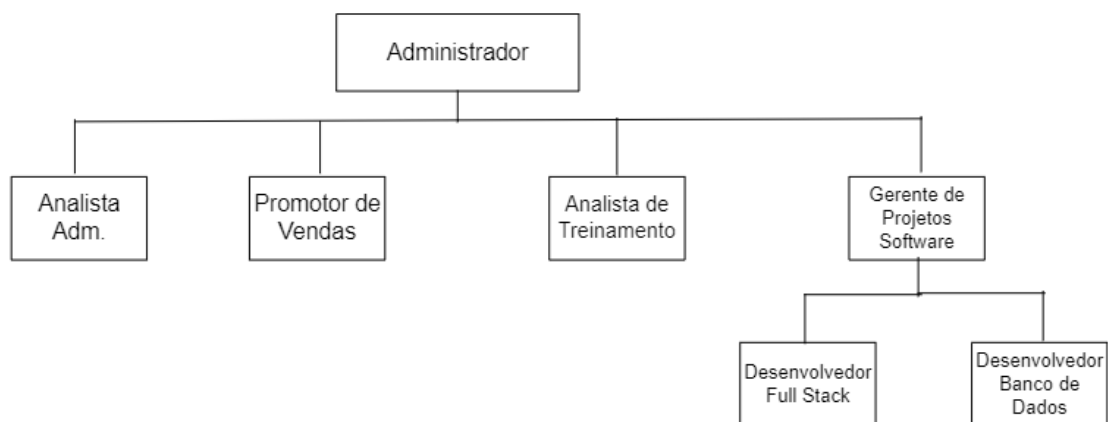 Administrador
Analista
Adm.
Promotor de
Vendas
Analista de
Treinamento
Gerente de
Projetos
Software
Desenvolvedor
Full Stack
Desenvolvedor
Banco de
Dados